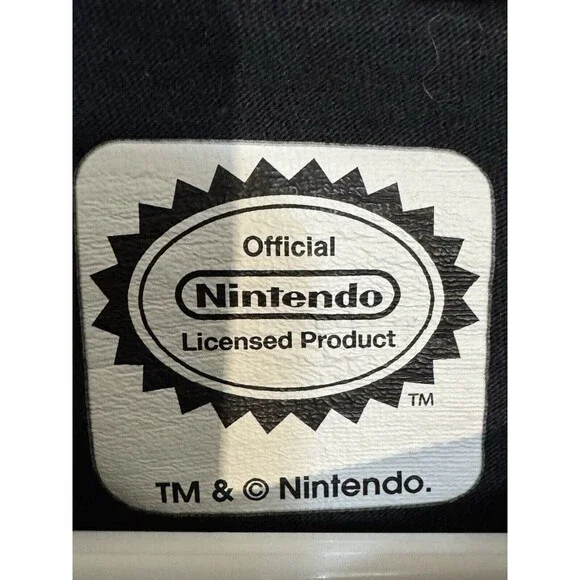 Official
Nintendo
Licensed Product
TM
TM & © Nintendo.